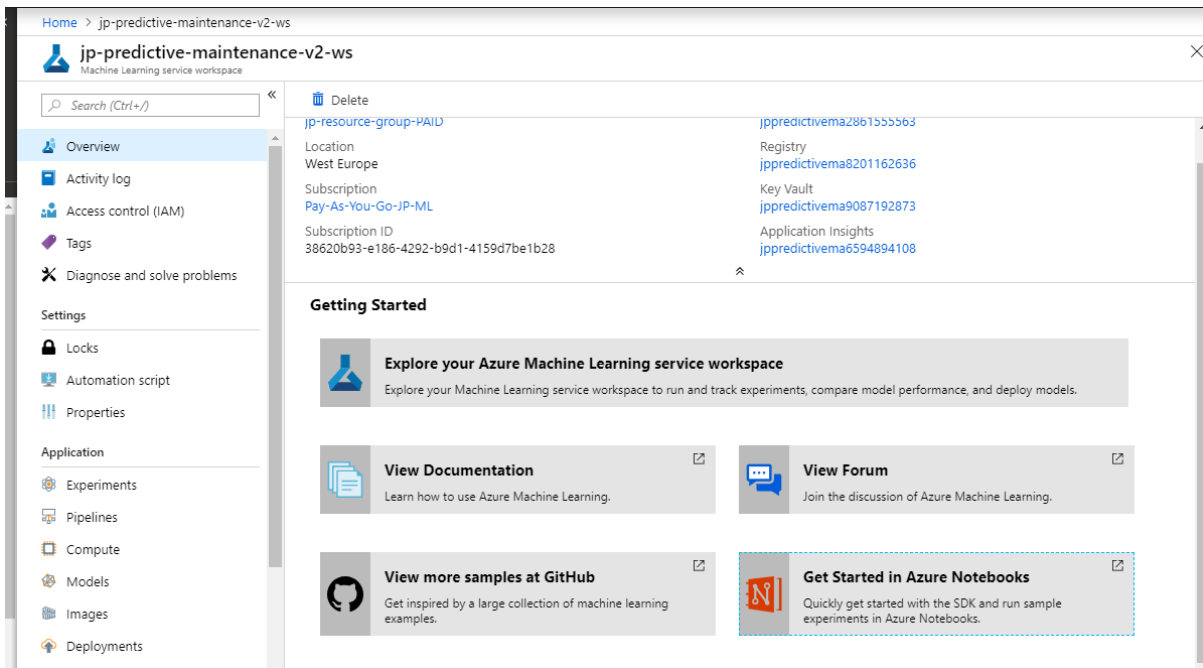 Home > jp-predictive-maintenance-v2-ws
jp-predictive-maintenance-v2-ws
Machine Learning service workspace
Search (Ctrl+/)
Overview
Activity log
Access control (IAM)
Tags
Diagnose and solve problems
Settings
Locks
Automation script
Properties
Application
Experiments
Pipelines
Compute
Models
Images
Deployments
Delete
jp-resource-group-PAID
Location
West Europe
Subscription
Pay-As-You-Go-JP-ML
Subscription ID
38620b93-e186-4292-b9d1-4159d7be1b28
jppredictivema2861555563
Registry
jppredictivema8201162636
Key Vault
jppredictivema9087192873
Application Insights
jppredictivema6594894108
Getting Started
Explore your Azure Machine Learning service workspace
Explore your Machine Learning service workspace to run and track experiments, compare model performance, and deploy models.
View Documentation
Learn how to use Azure Machine Learning.
View Forum
Join the discussion of Azure Machine Learning.
View more samples at GitHub
Get inspired by a large collection of machine learning
examples.
Get Started in Azure Notebooks
Quickly get started with the SDK and run sample
experiments in Azure Notebooks.